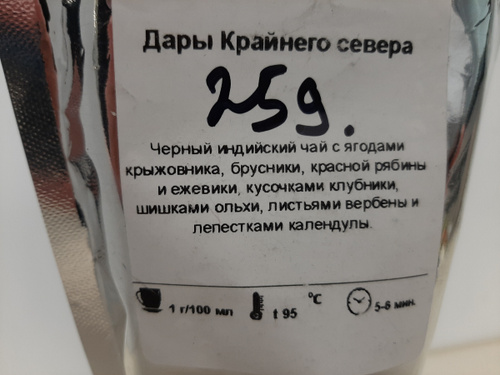 Дары Крайнего севера
25g.
Черный индийский чай с ягодами
крыжовника, брусники, красной рябины
и ежевики, кусочками клубники,
шишками ольхи, листьями вербены и
лепестками календулы.
1 г/100 мл t 95 °C 5-6 мин.